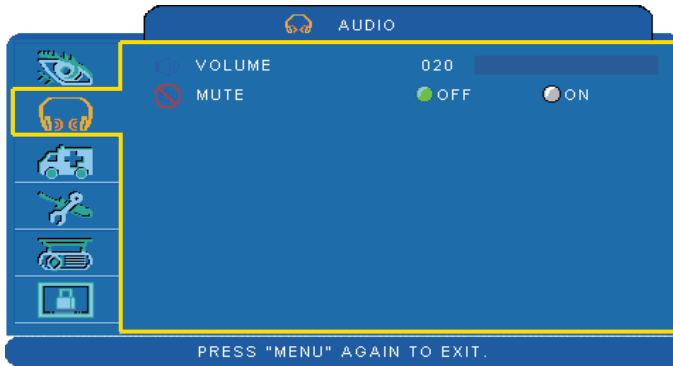 AUDIO
VOLUME 020
MUTE OFF ON
PRESS "MENU" AGAIN TO EXIT.